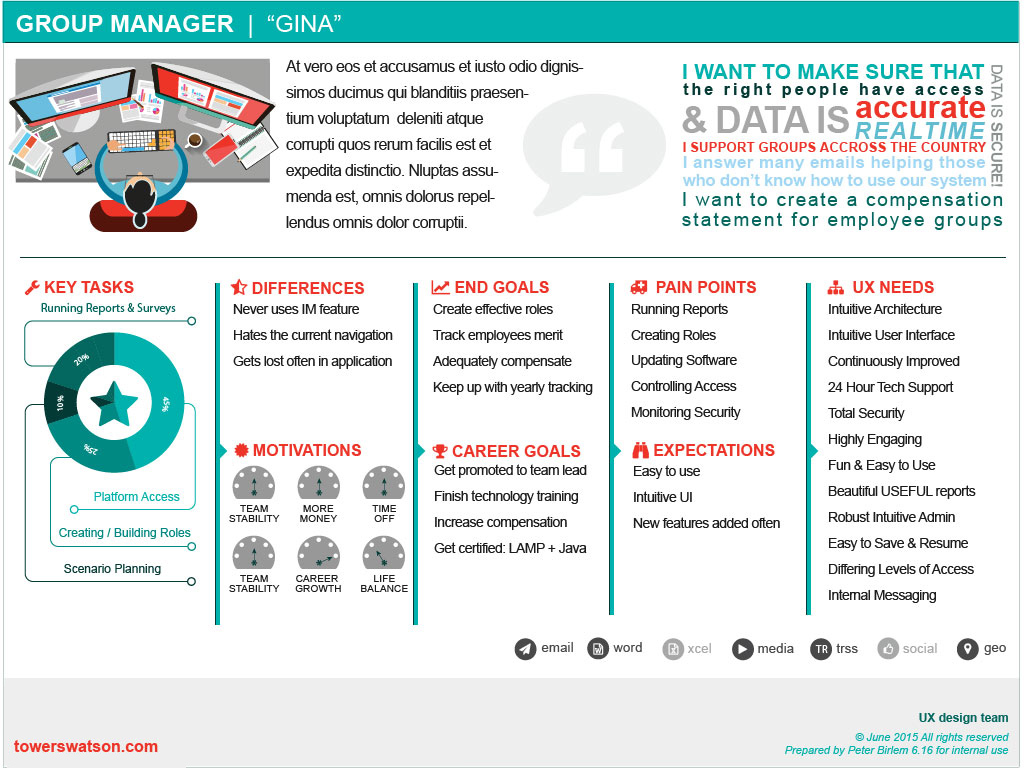 GROUP MANAGER | “GINA”
At vero eos et accusamus et iusto odio dignis-
simos ducimus qui blanditiis praesen-
tium voluptatum deleniti atque
corrupti quos rerum facilis est et
expedita distinctio. Nluptas assu-
menda est, omnis dolorus repel-
lendus omnis dolor corruptii.
I WANT TO MAKE SURE THAT
the right people have access
& DATA IS accurate
REALTIME
DATA IS SECURE!
I SUPPORT GROUPS ACCROSS THE COUNTRY
I answer many emails helping those
who don’t know how to use our system
I want to create a compensation
statement for employee groups
KEY TASKS
Running Reports & Surveys
20%
45%
10%
25%
Platform Access
Creating / Building Roles
Scenario Planning
DIFFERENCES
Never uses IM feature
Hates the current navigation
Gets lost often in application
MOTIVATIONS
TEAM
STABILITY
MORE
MONEY
TIME
OFF
TEAM
STABILITY
CAREER
GROWTH
LIFE
BALANCE
END GOALS
Create effective roles
Track employees merit
Adequately compensate
Keep up with yearly tracking
CAREER GOALS
Get promoted to team lead
Finish technology training
Increase compensation
Get certified: LAMP + Java
PAIN POINTS
Running Reports
Creating Roles
Updating Software
Controlling Access
Monitoring Security
EXPECTATIONS
Easy to use
Intuitive UI
New features added often
UX NEEDS
Intuitive Architecture
Intuitive User Interface
Continuously Improved
24 Hour Tech Support
Total Security
Highly Engaging
Fun & Easy to Use
Beautiful USEFUL reports
Robust Intuitive Admin
Easy to Save & Resume
Differing Levels of Access
Internal Messaging
email
word
xcel
media
TR trss
social
geo
UX design team
© June 2015 All rights reserved
Prepared by Peter Birlem 6.16 for internal use
towerswatson.com